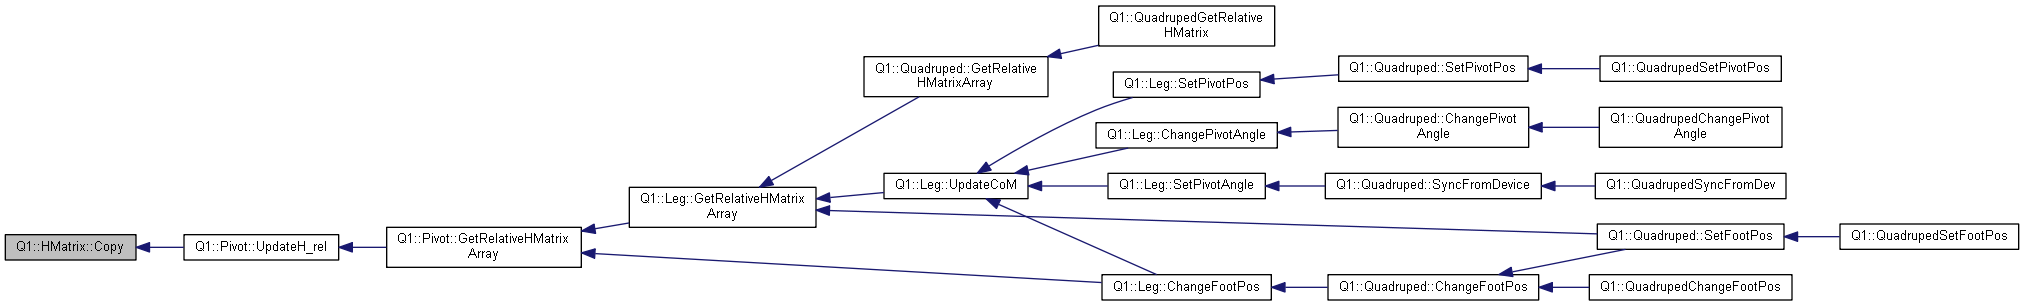 Q1::QuadrupedGetRelative
HMatrix
Q1::Quadruped::GetRelative
HMatrixArray
Q1::Quadruped::SetPivotPos
Q1::QuadrupedSetPivotPos
Q1::Leg::SetPivotPos
Q1::Leg::ChangePivotAngle
Q1::Quadruped::ChangePivot
Angle
Q1::QuadrupedChangePivot
Angle
Q1::Leg::UpdateCoM
Q1::Leg::SetPivotAngle
Q1::Quadruped::SyncFromDevice
Q1::QuadrupedSyncFromDev
Q1::Leg::GetRelativeHMatrix
Array
Q1::HMatrix::Copy
Q1::Pivot::UpdateH_rel
Q1::Pivot::GetRelativeHMatrix
Array
Q1::Quadruped::SetFootPos
Q1::QuadrupedSetFootPos
Q1::Leg::ChangeFootPos
Q1::Quadruped::ChangeFootPos
Q1::QuadrupedChangeFootPos